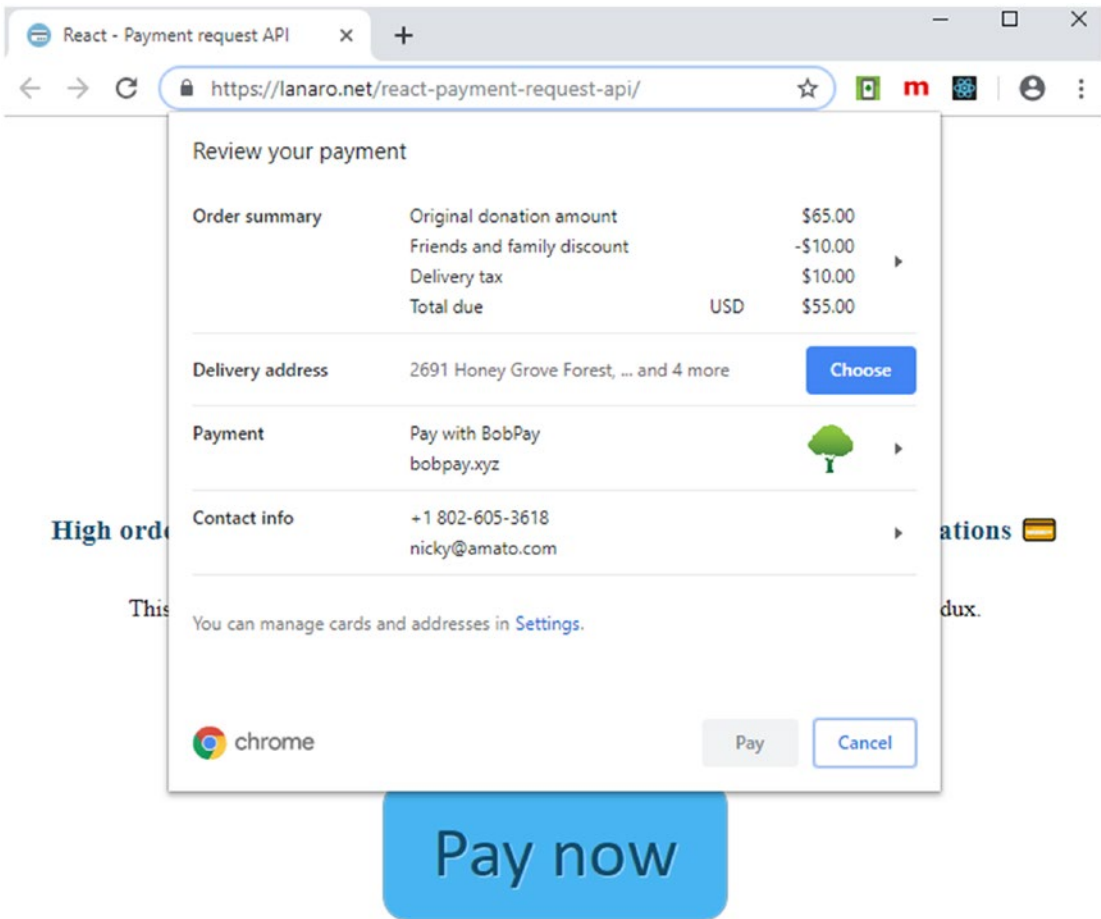 React - Payment request API
https://lanaro.net/react-payment-request-api/
m
Review your payment
Order summary
Original donation amount $65.00
Friends and family discount -$10.00
Delivery tax $10.00
Total due USD $55.00
Delivery address 2691 Honey Grove Forest, ... and 4 more Choose
Payment Pay with BobPay
bobpay.xyz
Contact info +1 802-605-3618
nicky@amato.com
High orde ations
This dux.
You can manage cards and addresses in Settings.
chrome Pay Cancel
Pay now